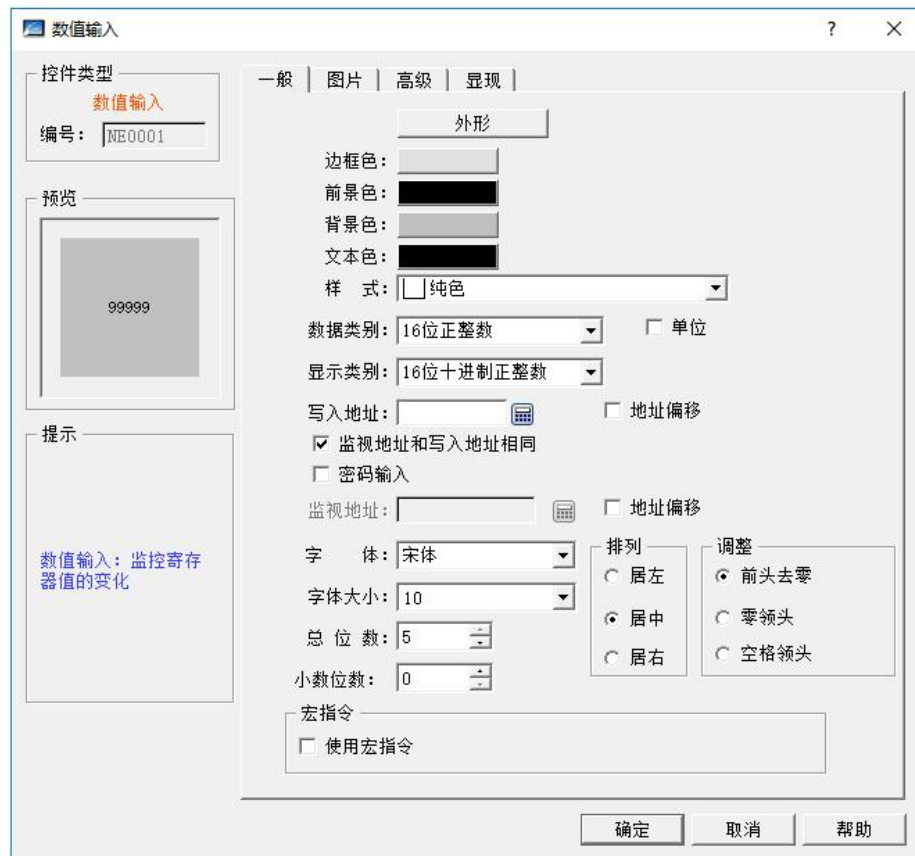 数值输入
?
控件类型
数值输入
编号: NE0001
预览
99999
提示
数值输入: 监控寄存
器值的变化
一般 图片 高级 显现
外形
边框色:
前景色:
背景色:
文本色:
样 式: 纯色
数据类别: 16位正整数 单位
显示类别: 16位十进制正整数
写入地址: 地址偏移
监视地址和写入地址相同
密码输入
监视地址: 地址偏移
字 体: 宋体
字体大小: 10
总 位 数: 5
小数位数: 0
排列
居左
居中
居右
调整
前头去零
零领头
空格领头
宏指令
使用宏指令
确定 取消 帮助